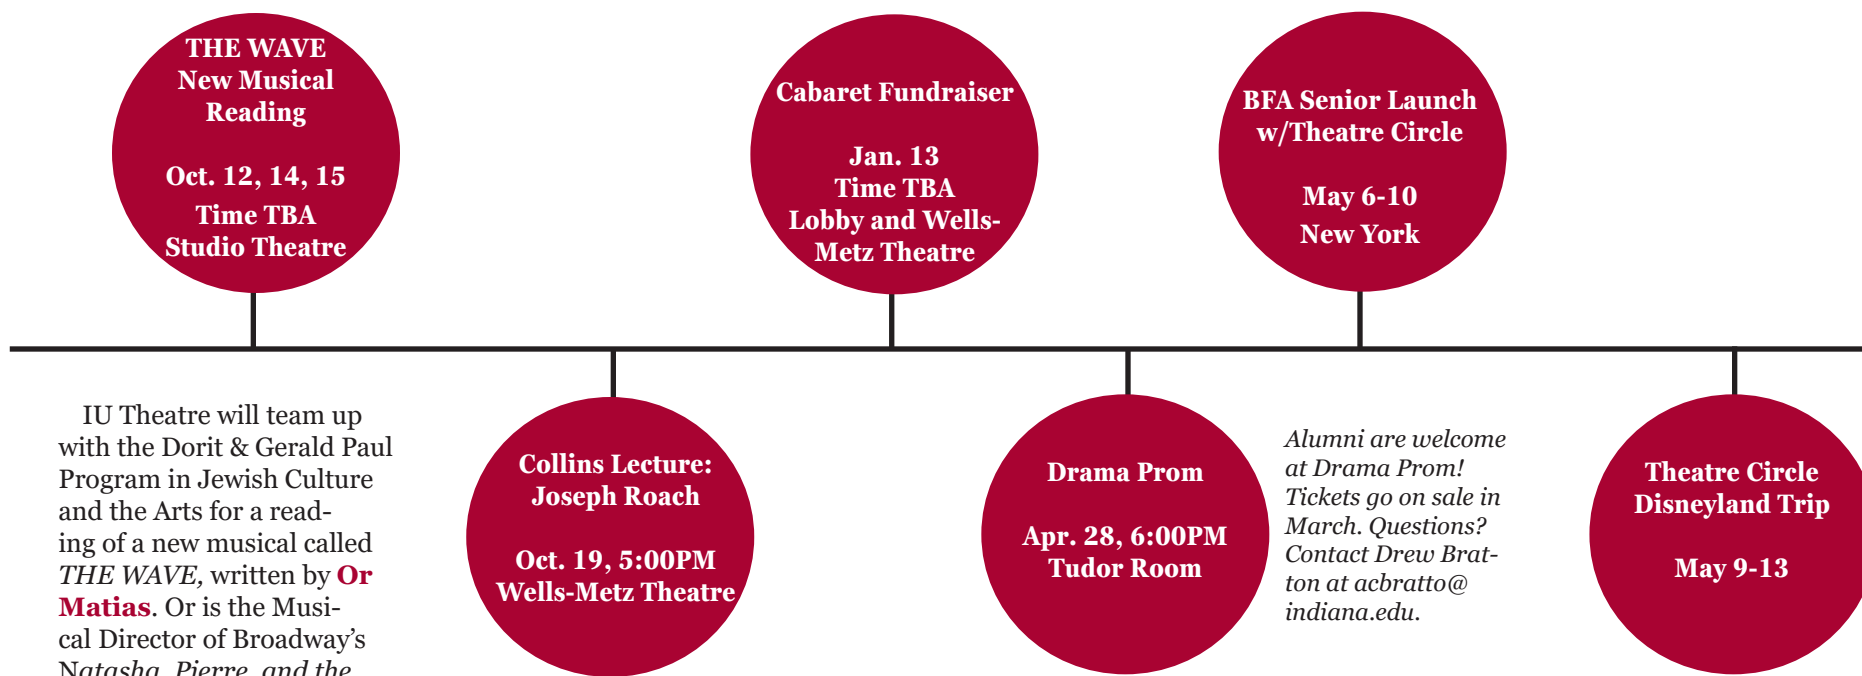 THE WAVE
New Musical
Reading
Oct. 12, 14, 15
Time TBA
Studio Theatre
Cabaret Fundraiser
Jan. 13
Time TBA
Lobby and Wells-
Metz Theatre
BFA Senior Launch
w/Theatre Circle
May 6-10
New York
IU Theatre will team up
with the Dorit & Gerald Paul
Program in Jewish Culture
and the Arts for a read-
ing of a new musical called
THE WAVE, written by Or
Matias. Or is the Musi-
cal Director of Broadway's
Natasha, Pierre, and the
Collins Lecture:
Joseph Roach
Oct. 19, 5:00PM
Wells-Metz Theatre
Drama Prom
Apr. 28, 6:00PM
Tudor Room
Alumni are welcome
at Drama Prom!
Tickets go on sale in
March. Questions?
Contact Drew Brat-
ton at acbratto@
indiana.edu.
Theatre Circle
Disneyland Trip
May 9-13